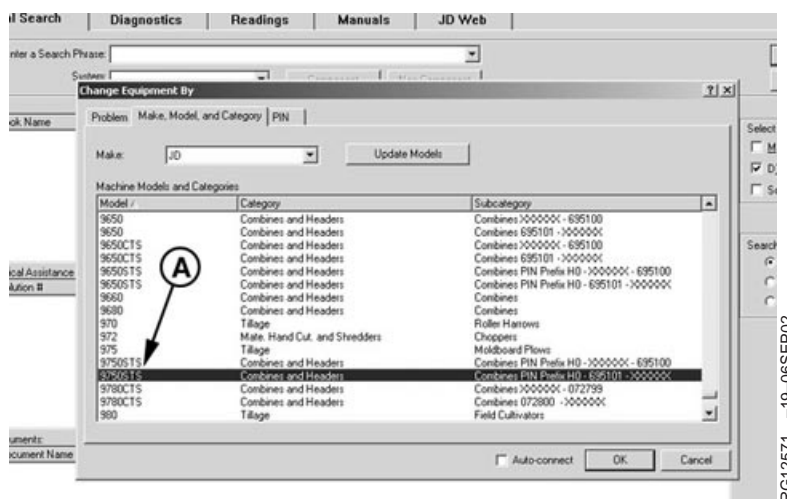 al Search Diagnostics Readings Manuals JD Web
nter a Search Phrase:
System:
Change Equipment By
ok Name
Problem Make, Model, and Category PIN
Select
Make: JD Update Models
M
D
Machine Models and Categories
Model / Category Subcategory
9650 Combines and Headers Combines XXXXXX - 695100
9650 Combines and Headers Combines 695101 - XXXXXX
9650CTS Combines and Headers Combines XXXXXX - 695100
Search
9650CTS Combines and Headers Combines 695101 - XXXXXX
ical Assistance 9650STS Combines and Headers Combines PIN Prefix H0 - XXXXXX - 695100
olution # 9650STS Combines and Headers Combines PIN Prefix H0 - 695101 - XXXXXX
A
9660 Combines and Headers Combines
9680 Combines and Headers Combines
970 Tillage Roller Harrows
972 Mate. Hand Cut. and Shredders Choppers
975 Tillage Moldboard Plows
9750STS Combines and Headers Combines PIN Prefix H0 - XXXXXX - 695100
9750STS Combines and Headers Combines PIN Prefix H0 - 695101 - XXXXXX
9780CTS Combines and Headers Combines XXXXXX - 072799
9780CTS Combines and Headers Combines 072800 - XXXXXX
980 Tillage Field Cultivators
uments:
ocument Name
Auto-connect OK Cancel
RG12571 –19–06SEP02